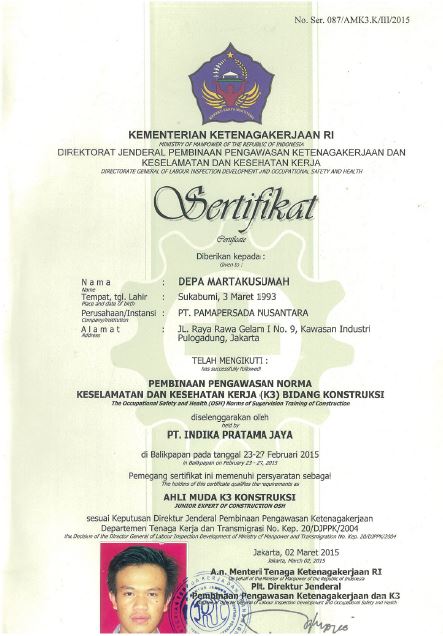 No. Ser. 087/AMK3.K/III/2015
KEMENTERIAN KETENAGAKERJAAN RI
MINISTRY OF MANPOWER OF THE REPUBLIC OF INDONESIA
DIREKTORAT JENDERAL PEMBINAAN PENGAWASAN KETENAGAKERJAAN DAN
KESELAMATAN DAN KESEHATAN KERJA
DIRECTORATE GENERAL OF LABOUR INSPECTION DEVELOPMENT AND OCCUPATIONAL SAFETY AND HEALTH
Sertifikat
Certificate
Diberikan kepada :
Given to :
Nama : DEPA MARTAKUSUMAH
Name
Tempat, tgl. Lahir : Sukabumi, 3 Maret 1993
Place and date of birth
Perusahaan/Instansi : PT. PAMAPERSADA NUSANTARA
Company/Institution
Alamat : JL. Raya Rawa Gelam I No. 9, Kawasan Industri
Address
Pulogadung, Jakarta
TELAH MENGIKUTI :
has successfully followed
PEMBINAAN PENGAWASAN NORMA
KESELAMATAN DAN KESEHATAN KERJA (K3) BIDANG KONSTRUKSI
The Occupational Safety and Health (OSH) Norms of Supervision Training of Construction
diselenggarakan oleh
held by
PT. INDIKA PRATAMA JAYA
di Balikpapan pada tanggal 23-27 Februari 2015
in Balikpapan on February 23 - 27, 2015
Pemegang sertifikat ini memenuhi persyaratan sebagai
The holders of this certificate qualifies the requirements as
AHLI MUDA K3 KONSTRUKSI
JUNIOR EXPERT OF CONSTRUCTION OSH
sesuai Keputusan Direktur Jenderal Pembinaan Pengawasan Ketenagakerjaan
Departemen Tenaga Kerja dan Transmigrasi No. Kep. 20/DJPPK/2004
the Decision of the Director General of Labour Inspection Development of Ministry of Manpower and Transmigration No. Kep. 20/DJPPK/2004
Jakarta, 02 Maret 2015
Jakarta, March 02, 2015
A.n. Menteri Tenaga Ketenagakerjaan RI
On behalf of the Minister of Manpower of the Republic of Indonesia
Plt. Direktur Jenderal
Pembinaan Pengawasan Ketenagakerjaan dan K3